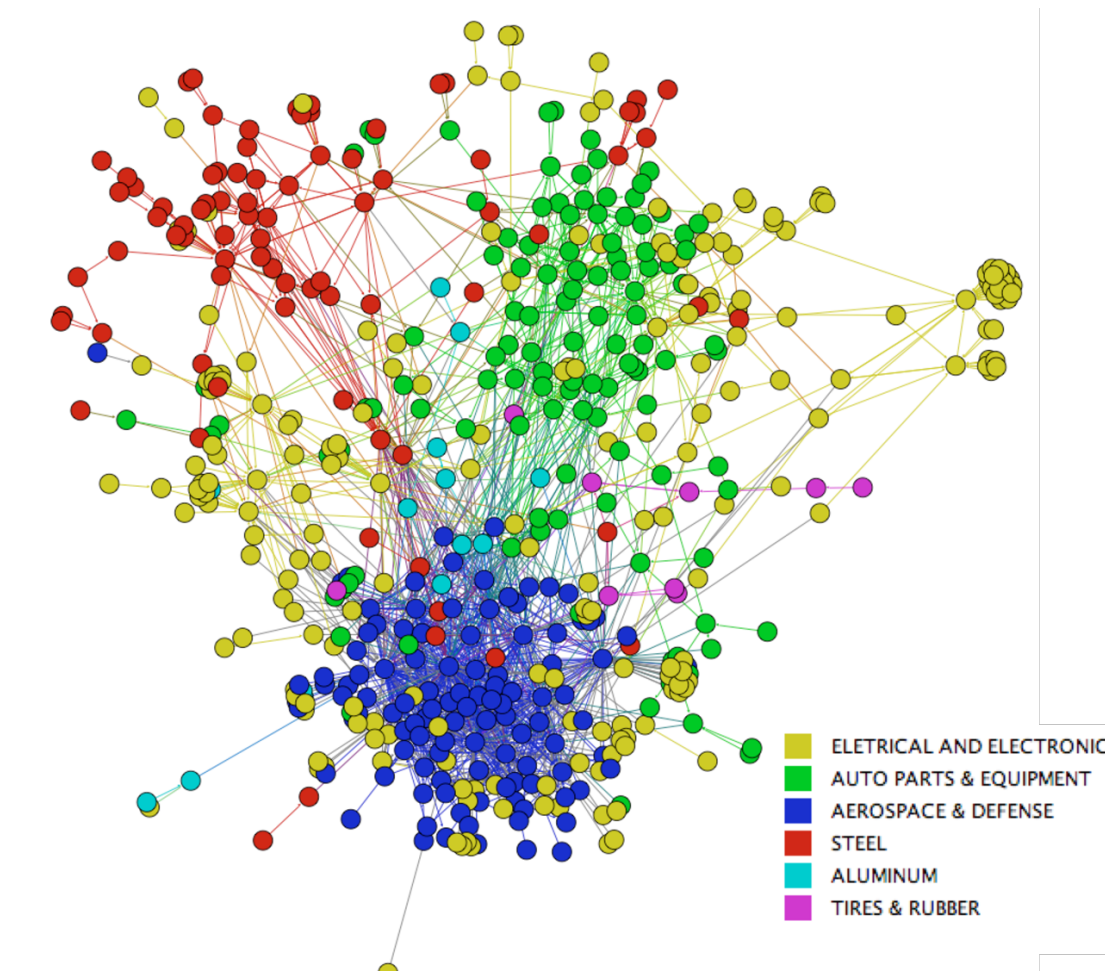 ELETRICAL AND ELECTRONIC
AUTO PARTS & EQUIPMENT
AEROSPACE & DEFENSE
STEEL
ALUMINUM
TIRES & RUBBER